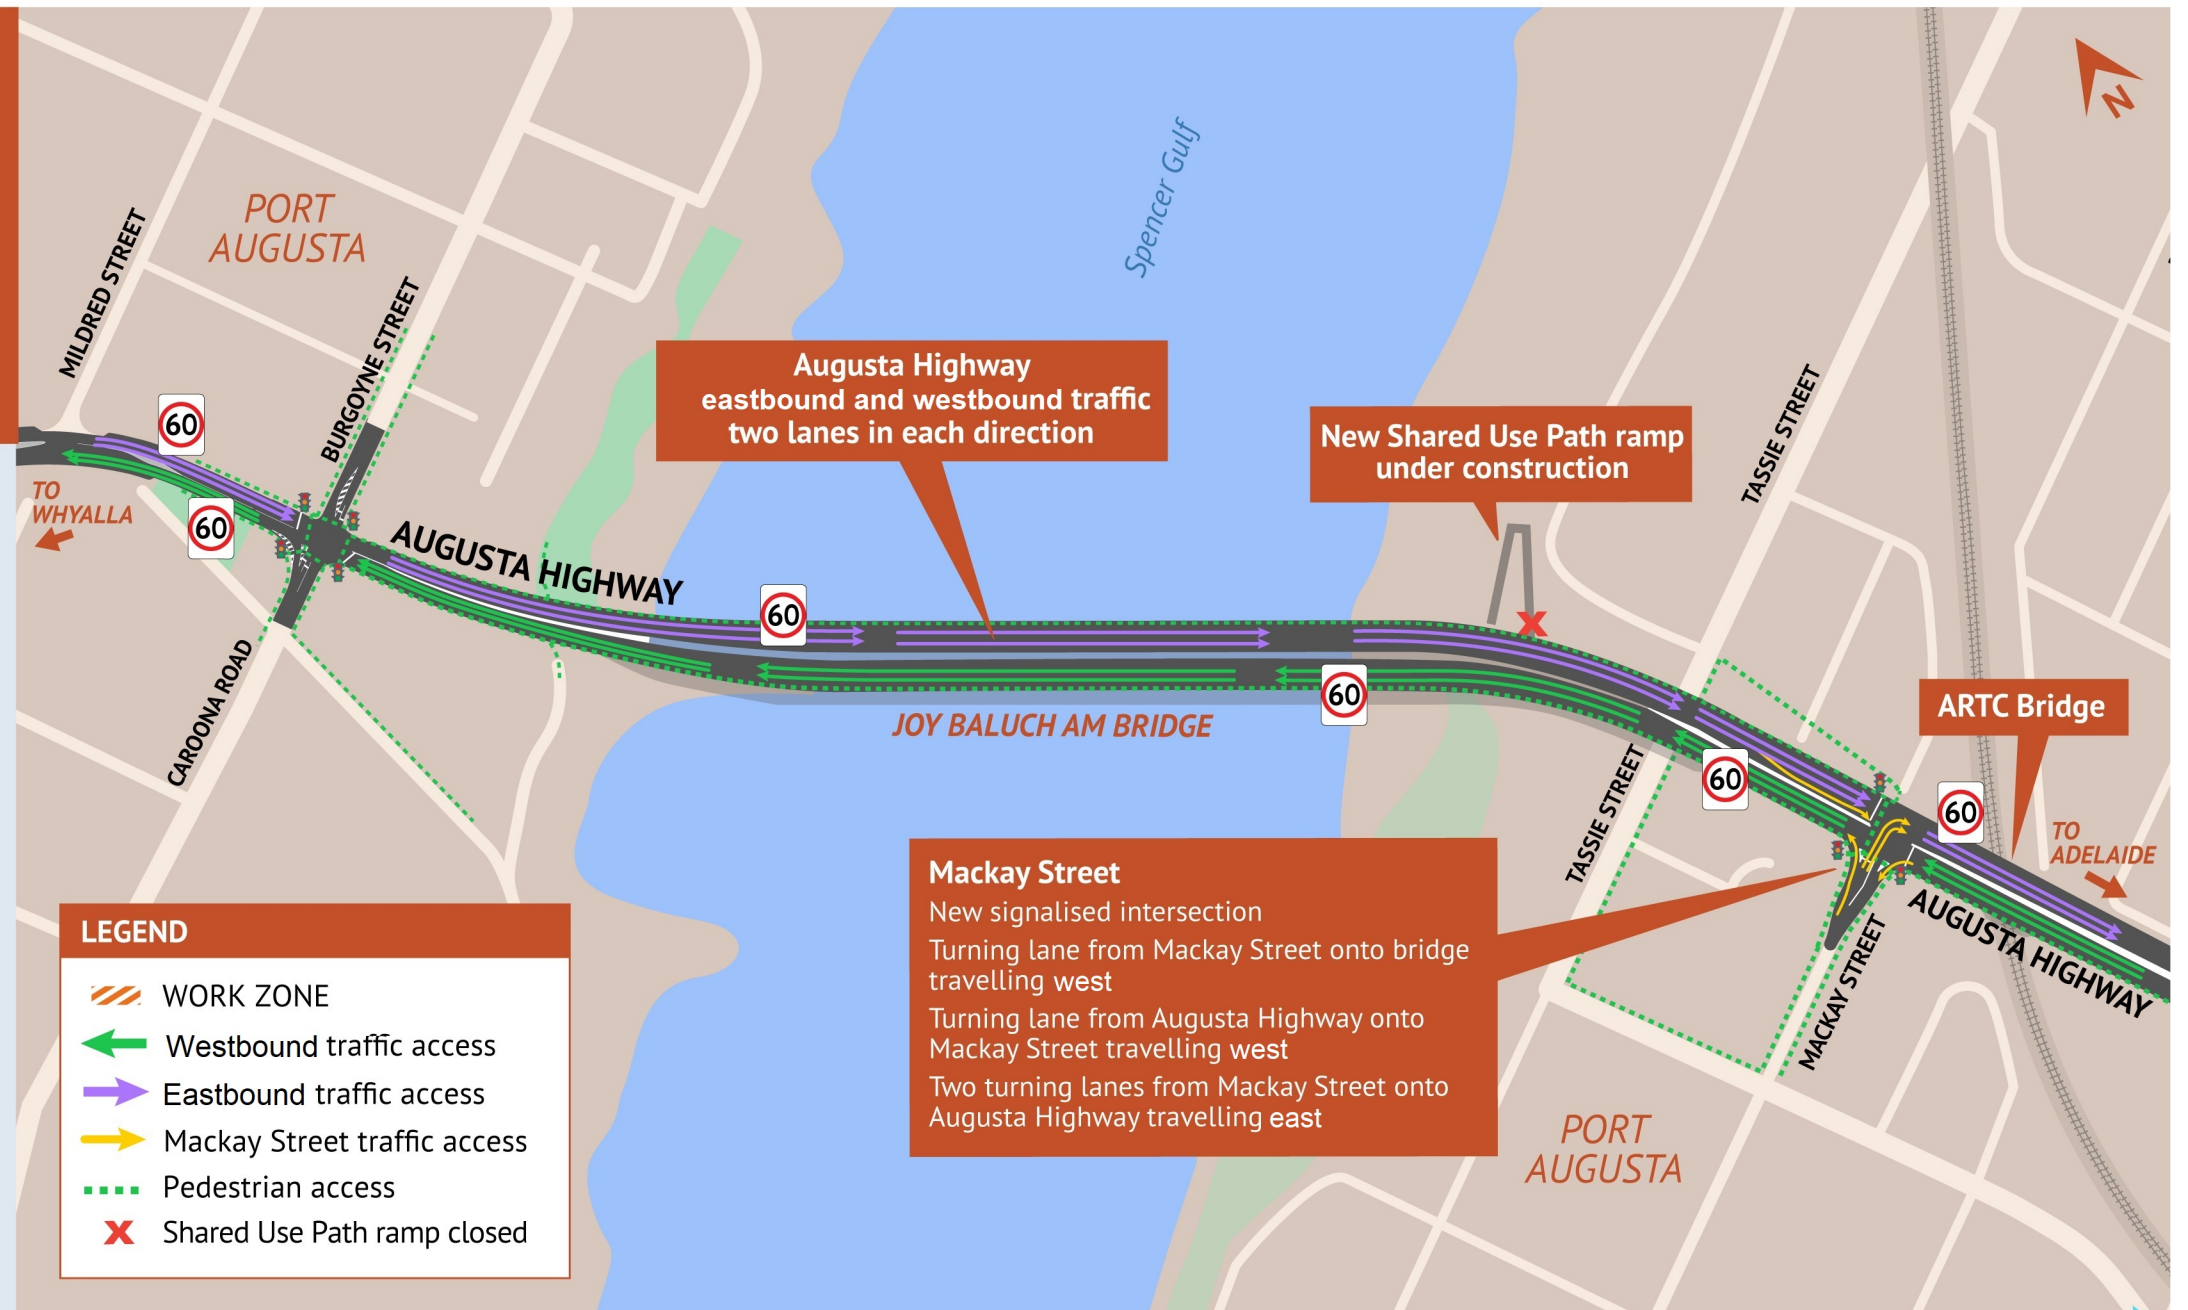 N
Spencer Gulf
PORT
AUGUSTA
MILDRED STREET
BURGOYNE STREET
60
60
TO
WHYALLA
CAROONA ROAD
AUGUSTA HIGHWAY
Augusta Highway
eastbound and westbound traffic
two lanes in each direction
60
JOY BALUCH AM BRIDGE
New Shared Use Path ramp
under construction
X
60
TASSIE STREET
TASSIE STREET
60
ARTC Bridge
60
TO
ADELAIDE
AUGUSTA HIGHWAY
MACKAY STREET
Mackay Street
New signalised intersection
Turning lane from Mackay Street onto bridge
travelling west
Turning lane from Augusta Highway onto
Mackay Street travelling west
Two turning lanes from Mackay Street onto
Augusta Highway travelling east
PORT
AUGUSTA
LEGEND
WORK ZONE
Westbound traffic access
Eastbound traffic access
Mackay Street traffic access
Pedestrian access
X Shared Use Path ramp closed